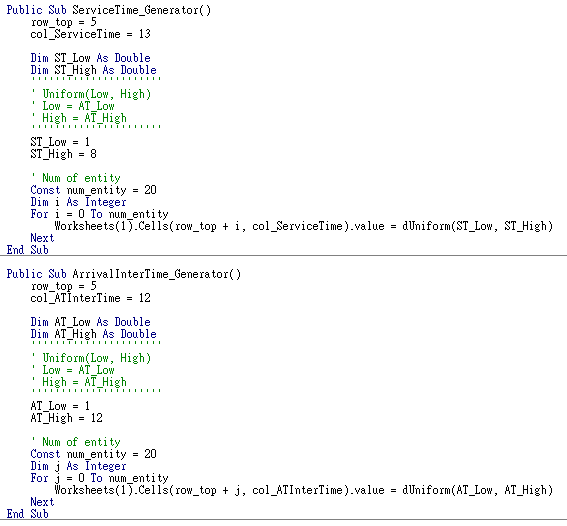 Public Sub ServiceTime_Generator()
    row_top = 5
    col_ServiceTime = 13

    Dim ST_Low As Double
    Dim ST_High As Double
    ''''''''''''''''''''''
    ' Uniform(Low, High)
    ' Low = AT_Low
    ' High = AT_High
    ''''''''''''''''''''''
    ST_Low = 1
    ST_High = 8

    ' Num of entity
    Const num_entity = 20
    Dim i As Integer
    For i = 0 To num_entity
        Worksheets(1).Cells(row_top + i, col_ServiceTime).value = dUniform(ST_Low, ST_High)
    Next
End Sub

Public Sub ArrivalInterTime_Generator()
    row_top = 5
    col_ATInterTime = 12

    Dim AT_Low As Double
    Dim AT_High As Double
    ''''''''''''''''''''''
    ' Uniform(Low, High)
    ' Low = AT_Low
    ' High = AT_High
    ''''''''''''''''''''''
    AT_Low = 1
    AT_High = 12

    ' Num of entity
    Const num_entity = 20
    Dim j As Integer
    For j = 0 To num_entity
        Worksheets(1).Cells(row_top + j, col_ATInterTime).value = dUniform(AT_Low, AT_High)
    Next
End Sub